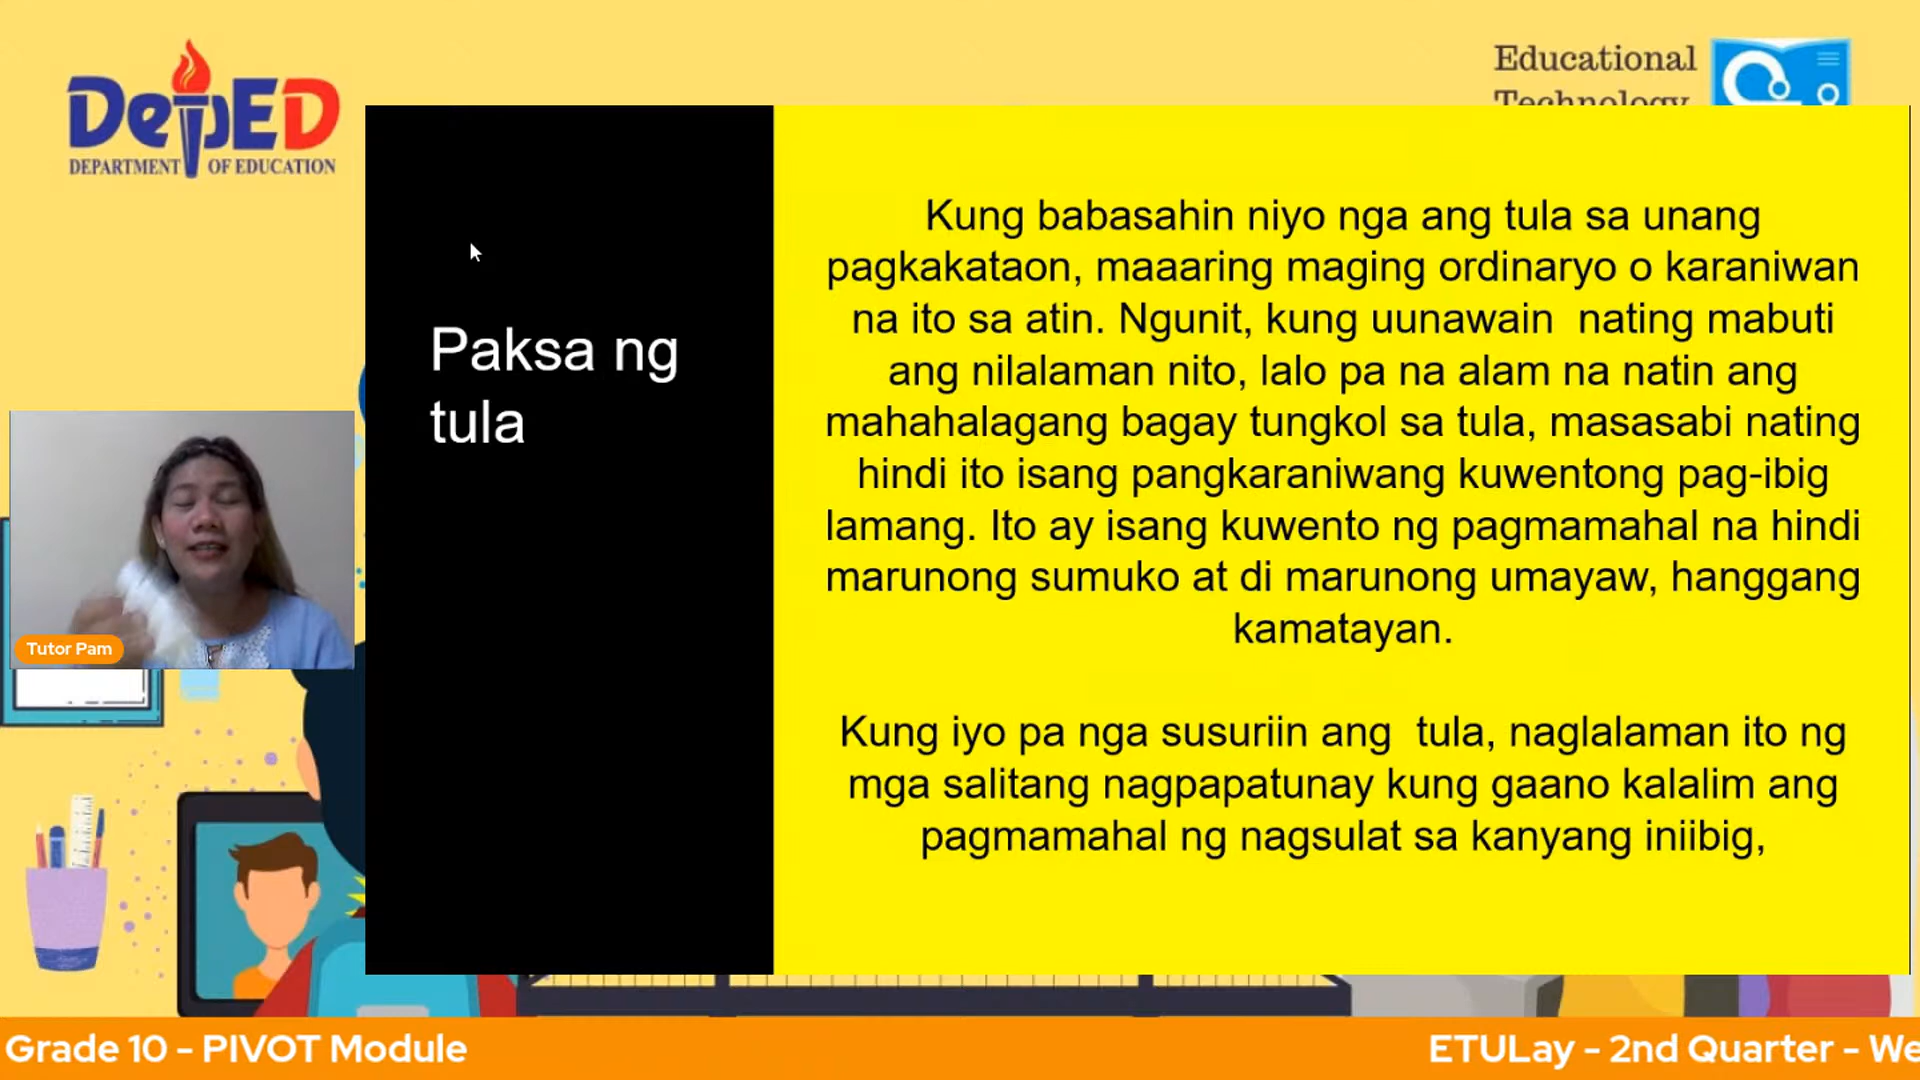 DepED
DEPARTMENT OF EDUCATION
Educational
Technology
Paksa ng
tula
Kung babasahin niyo nga ang tula sa unang
pagkakataon, maaaring maging ordinaryo o karaniwan
na ito sa atin. Ngunit, kung uunawain  nating mabuti
ang nilalaman nito, lalo pa na alam na natin ang
mahahalagang bagay tungkol sa tula, masasabi nating
hindi ito isang pangkaraniwang kuwentong pag-ibig
lamang. Ito ay isang kuwento ng pagmamahal na hindi
marunong sumuko at di marunong umayaw, hanggang
kamatayan.
Kung iyo pa nga susuriin ang  tula, naglalaman ito ng
mga salitang nagpapatunay kung gaano kalalim ang
pagmamahal ng nagsulat sa kanyang iniibig,
Tutor Pam
Grade 10 - PIVOT Module
ETULay - 2nd Quarter - We